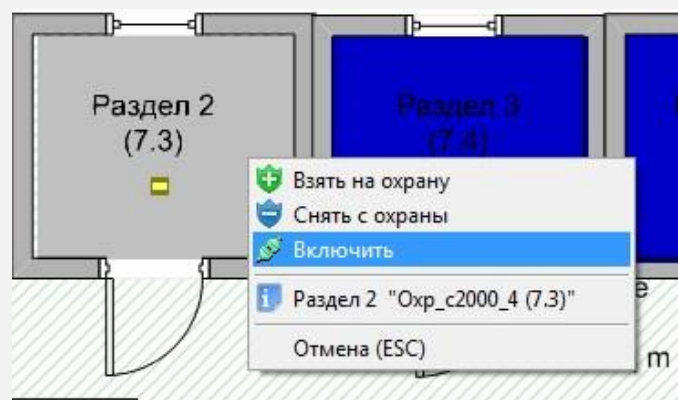 Раздел 2
(7.3)
Раздел 3
(7.4)
Взять на охрану
Снять с охраны
Включить
Раздел 2 "Охр_с2000_4 (7.3)"
е
Отмена (ESC)
m